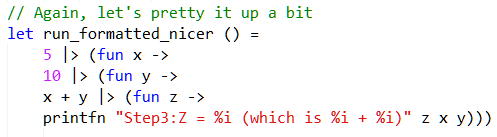 // Again, let's pretty it up a bit
let run_formatted_nicer () =
    5 |> (fun x ->
    10 |> (fun y ->
    x + y |> (fun z ->
    printfn "Step3:Z = %i (which is %i + %i)" z x y)))